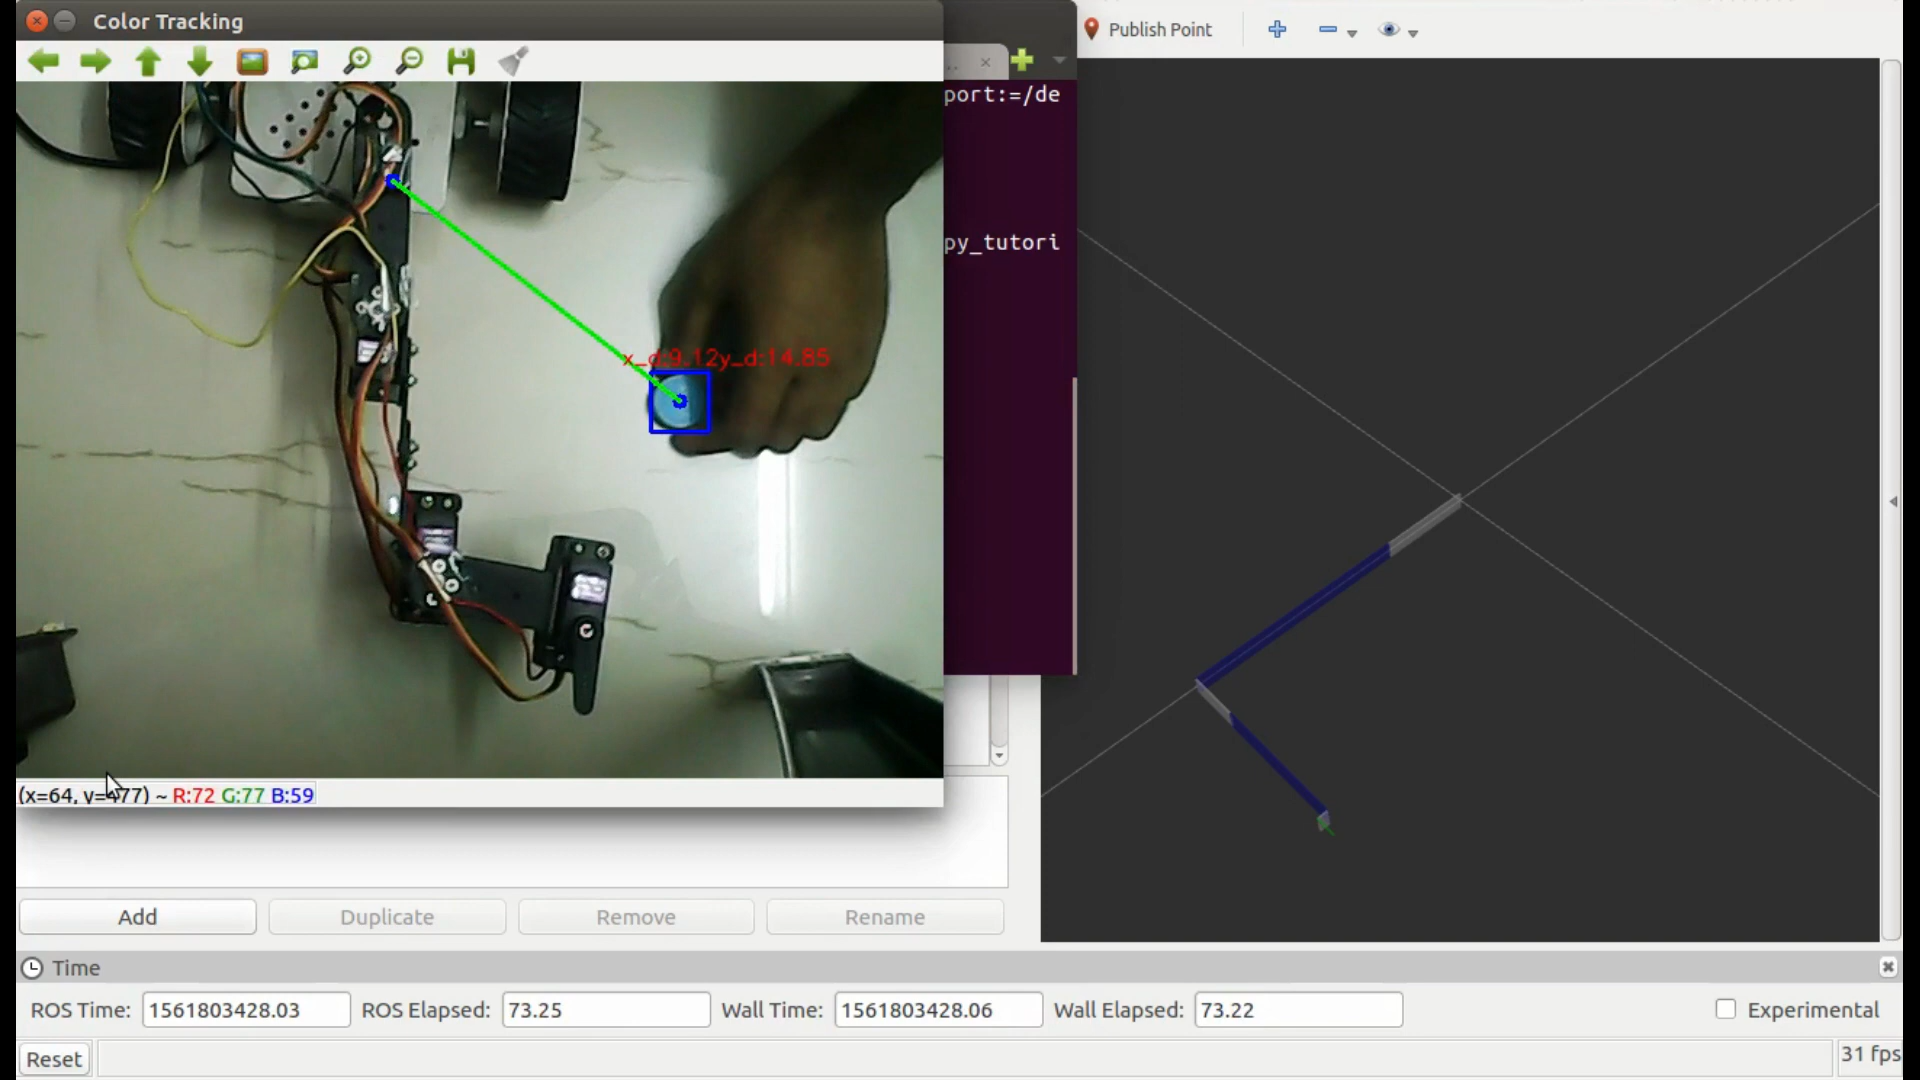 Color Tracking
Publish Point
port:=/de
py_tutori
x_d:9.12y_d:14.85
(x=64, y=477) ~ R:72 G:77 B:59
Add Duplicate Remove Rename
Time
ROS Time: 1561803428.03 ROS Elapsed: 73.25 Wall Time: 1561803428.06 Wall Elapsed: 73.22 Experimental
Reset 31 fps